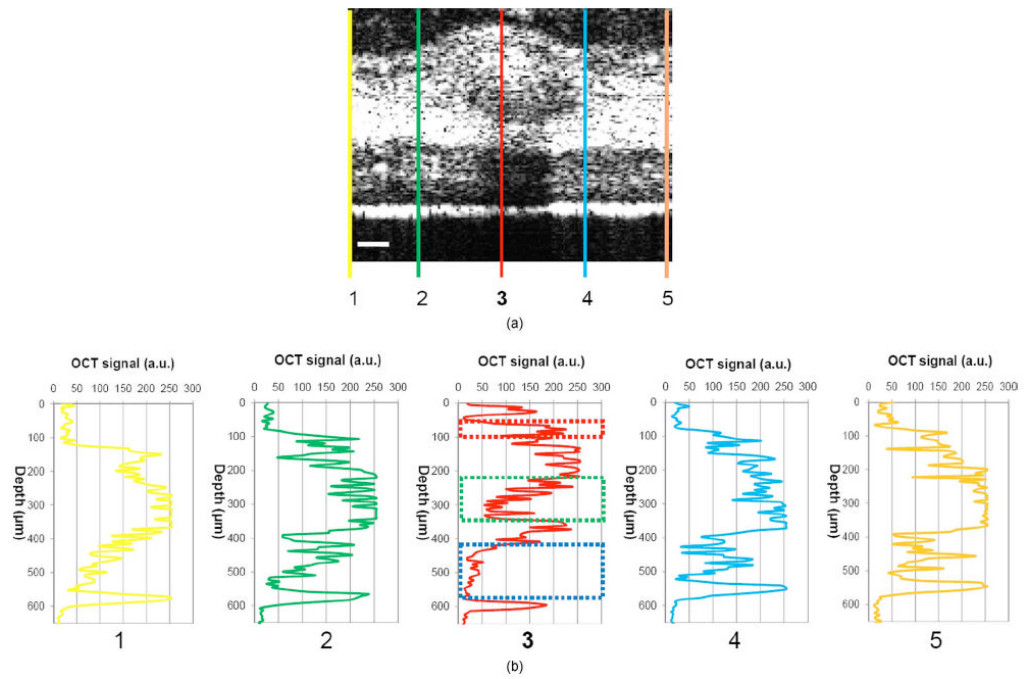 1 2 3 4 5
(a)
OCT signal (a.u.) OCT signal (a.u.) OCT signal (a.u.) OCT signal (a.u.) OCT signal (a.u.)
0 50 100 150 200 250 300 0 50 100 150 200 250 300 0 50 100 150 200 250 300 0 50 100 150 200 250 300 0 50 100 150 200 250 300
0 0 0 0 0
100 100 100 100 100
200 200 200 200 200
Depth (µm) Depth (µm) Depth (µm) Depth (µm) Depth (µm)
300 300 300 300 300
400 400 400 400 400
500 500 500 500 500
600 600 600 600 600
1 2 3 4 5
(b)